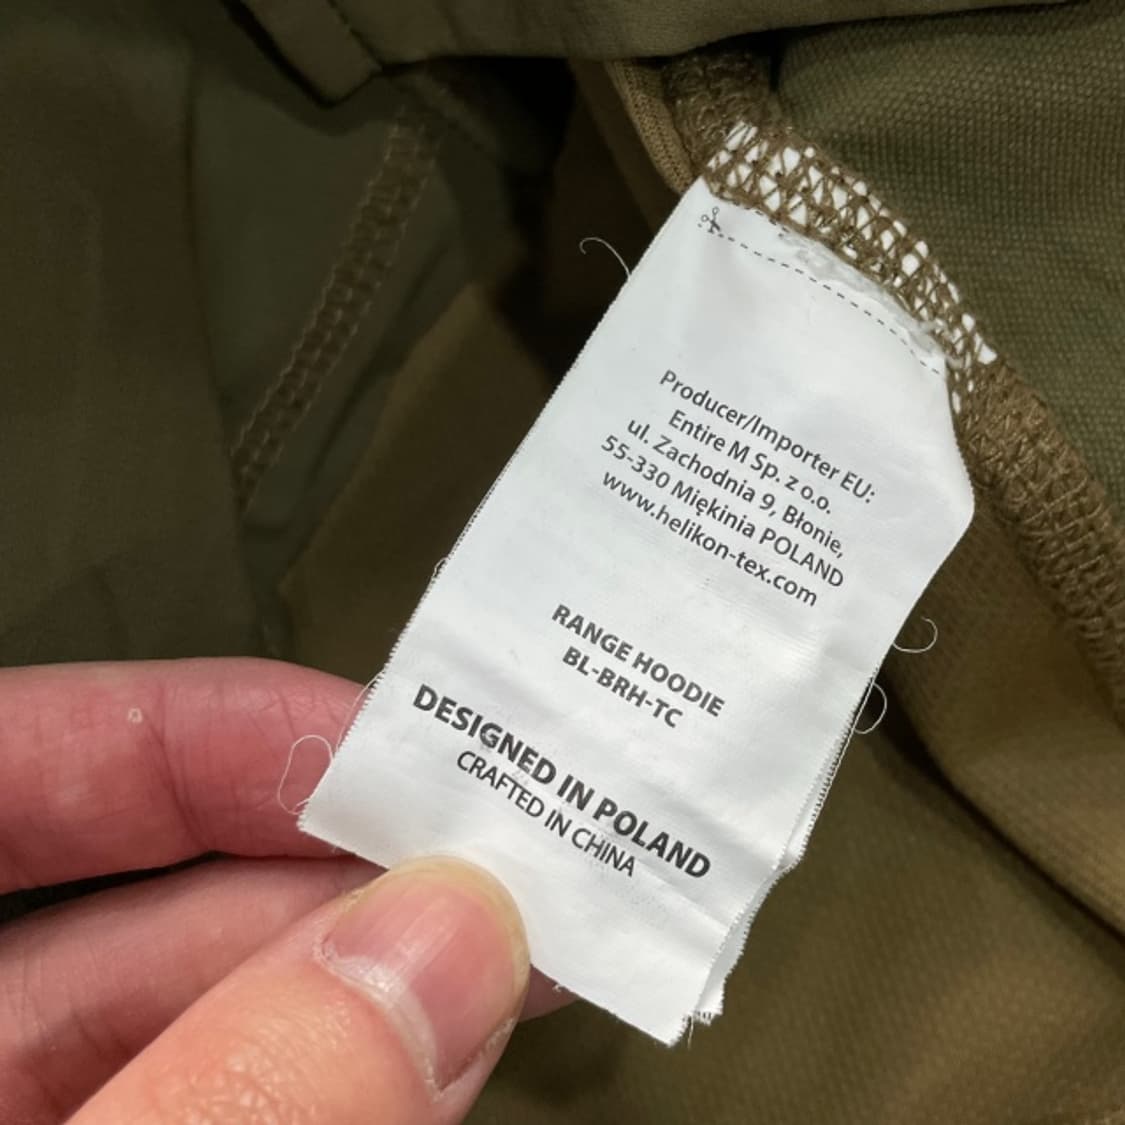 Producer/Importer EU:
Entire M Sp. z o.o.
ul. Zachodnia 9, Błonie,
55-330 Miękinia POLAND
www.helikon-tex.com
RANGE HOODIE
BL-BRH-TC
DESIGNED IN POLAND
CRAFTED IN CHINA